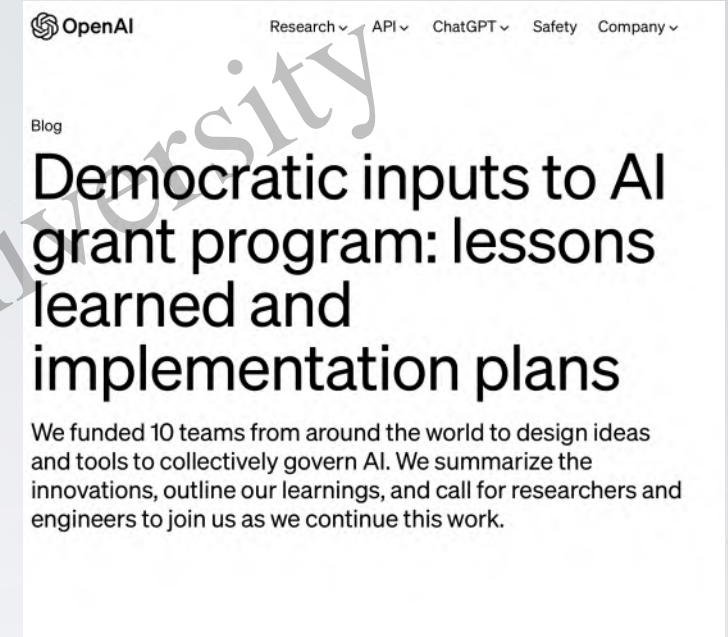 OpenAI
Research API ChatGPT Safety Company
Blog
Democratic inputs to AI
grant program: lessons
learned and
implementation plans
We funded 10 teams from around the world to design ideas
and tools to collectively govern AI. We summarize the
innovations, outline our learnings, and call for researchers and
engineers to join us as we continue this work.